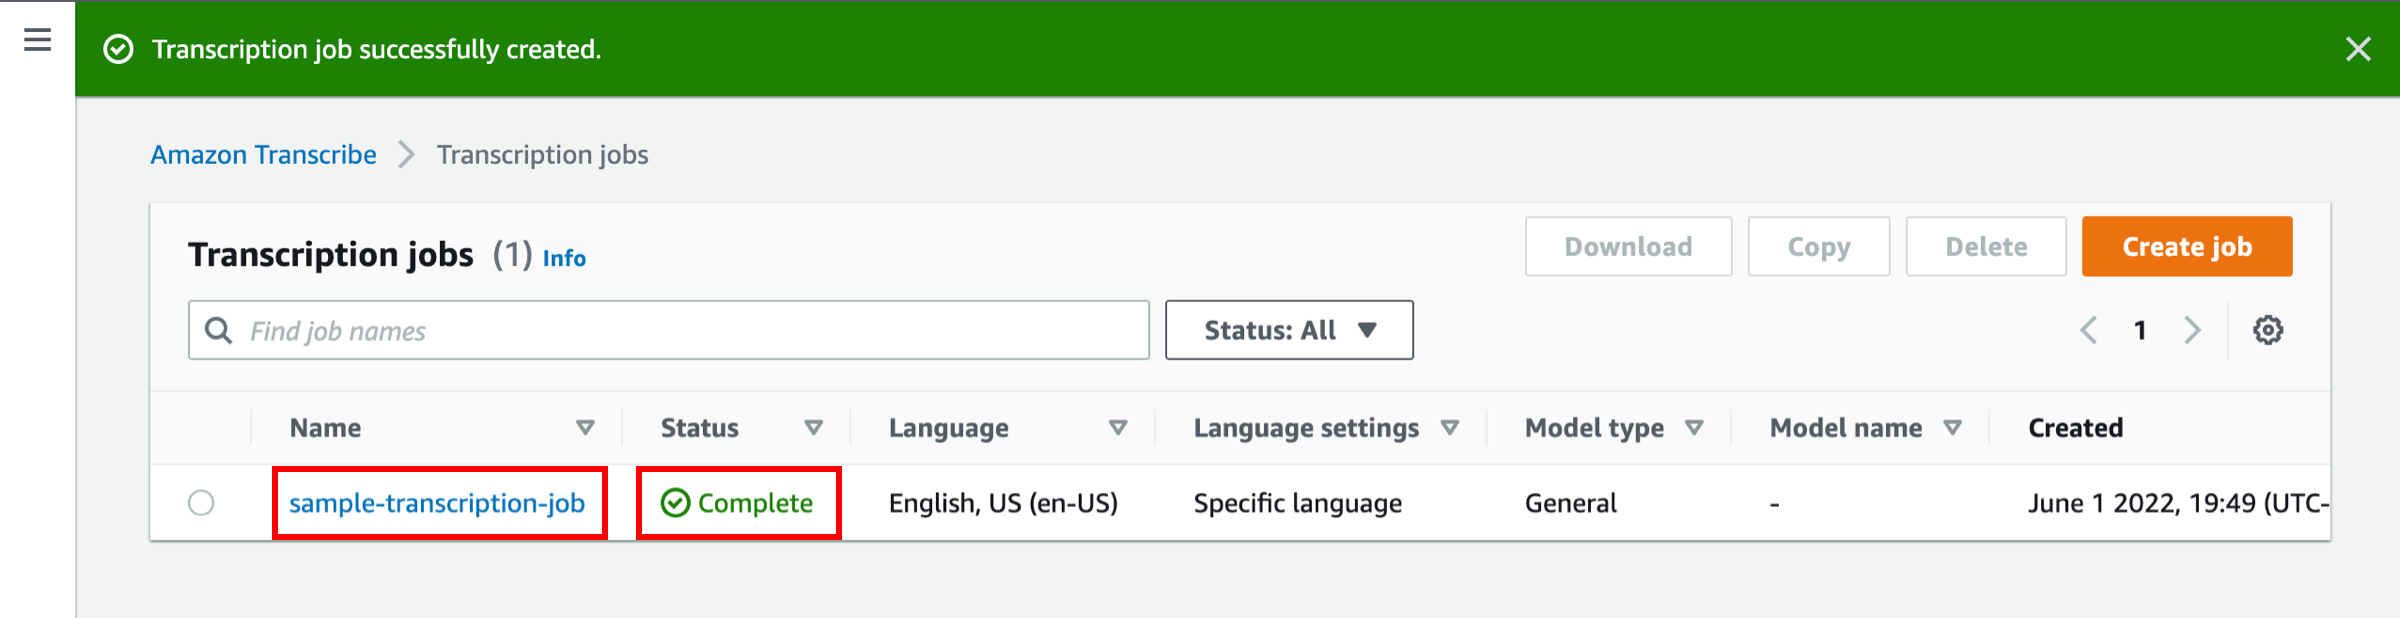 Transcription job successfully created.
Amazon Transcribe > Transcription jobs
Transcription jobs (1) Info
Download Copy Delete Create job
Find job names Status: All 1
Name Status Language Language settings Model type Model name Created
sample-transcription-job Complete English, US (en-US) Specific language General - June 1 2022, 19:49 (UTC-